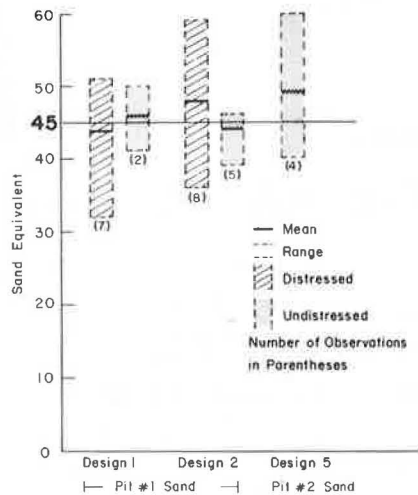 60
50
45
40
30
20
10
0
Sand Equivalent
(7)
(2)
(8)
(5)
(4)
Mean
Range
Distressed
Undistressed
Number of Observations
in Parentheses
Design 1
Design 2
Design 5
Pit #1 Sand
Pit #2 Sand